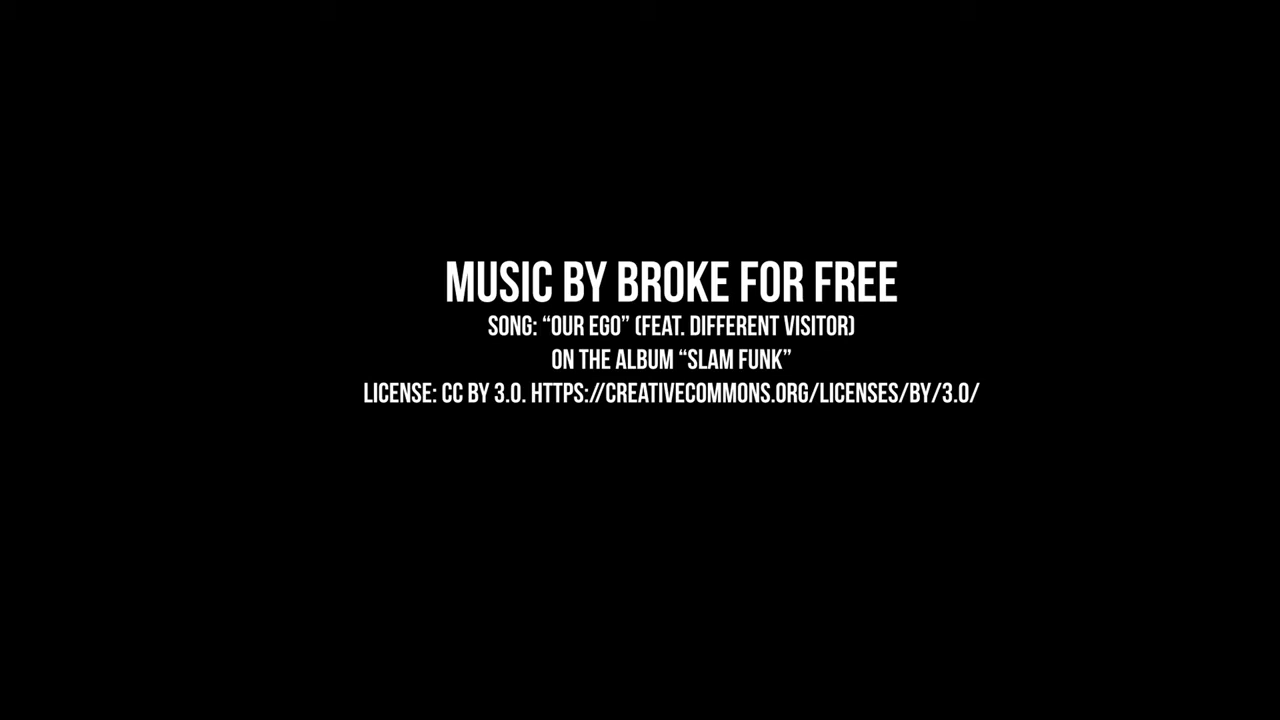 MUSIC BY BROKE FOR FREE
SONG: “OUR EGO” (FEAT. DIFFERENT VISITOR)
ON THE ALBUM “SLAM FUNK”
LICENSE: CC BY 3.0. HTTPS://CREATIVECOMMONS.ORG/LICENSES/BY/3.0/